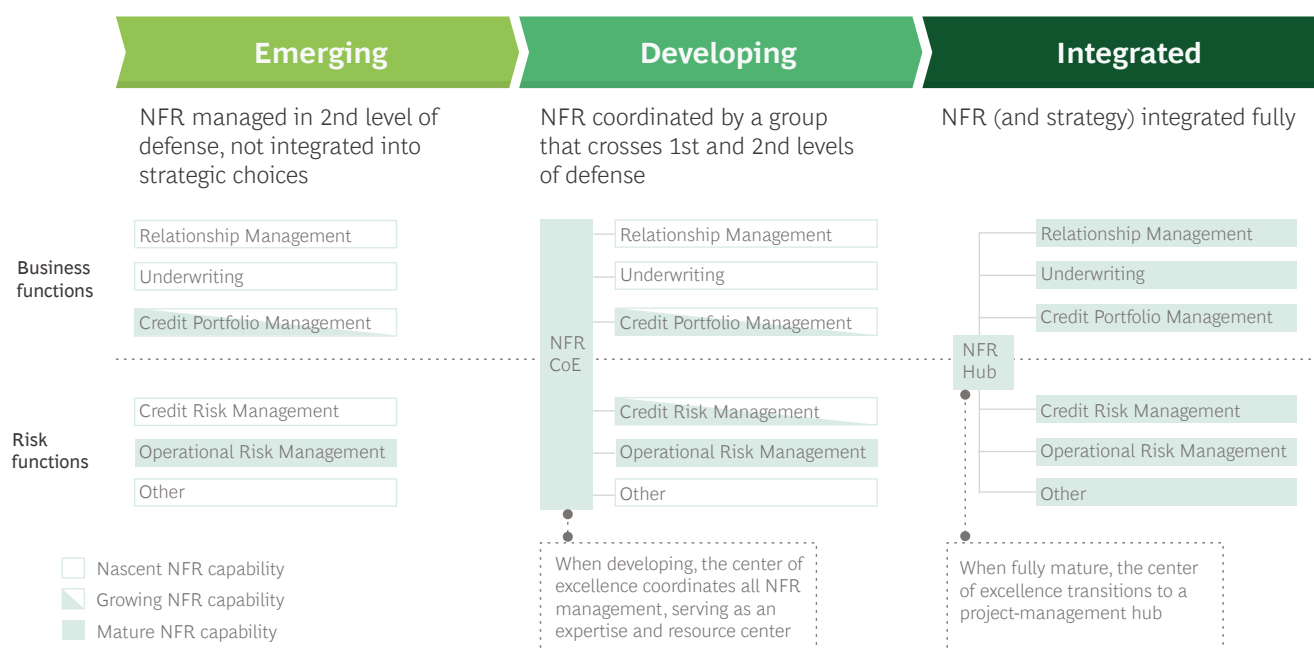 Emerging
Developing
Integrated
NFR managed in 2nd level of
defense, not integrated into
strategic choices
NFR coordinated by a group
that crosses 1st and 2nd levels
of defense
NFR (and strategy) integrated fully
Business
functions
Relationship Management
Underwriting
Credit Portfolio Management
Risk
functions
Credit Risk Management
Operational Risk Management
Other
NFR
CoE
Relationship Management
Underwriting
Credit Portfolio Management
Credit Risk Management
Operational Risk Management
Other
NFR
Hub
Relationship Management
Underwriting
Credit Portfolio Management
Credit Risk Management
Operational Risk Management
Other
Nascent NFR capability
Growing NFR capability
Mature NFR capability
When developing, the center of
excellence coordinates all NFR
management, serving as an
expertise and resource center
When fully mature, the center
of excellence transitions to a
project-management hub